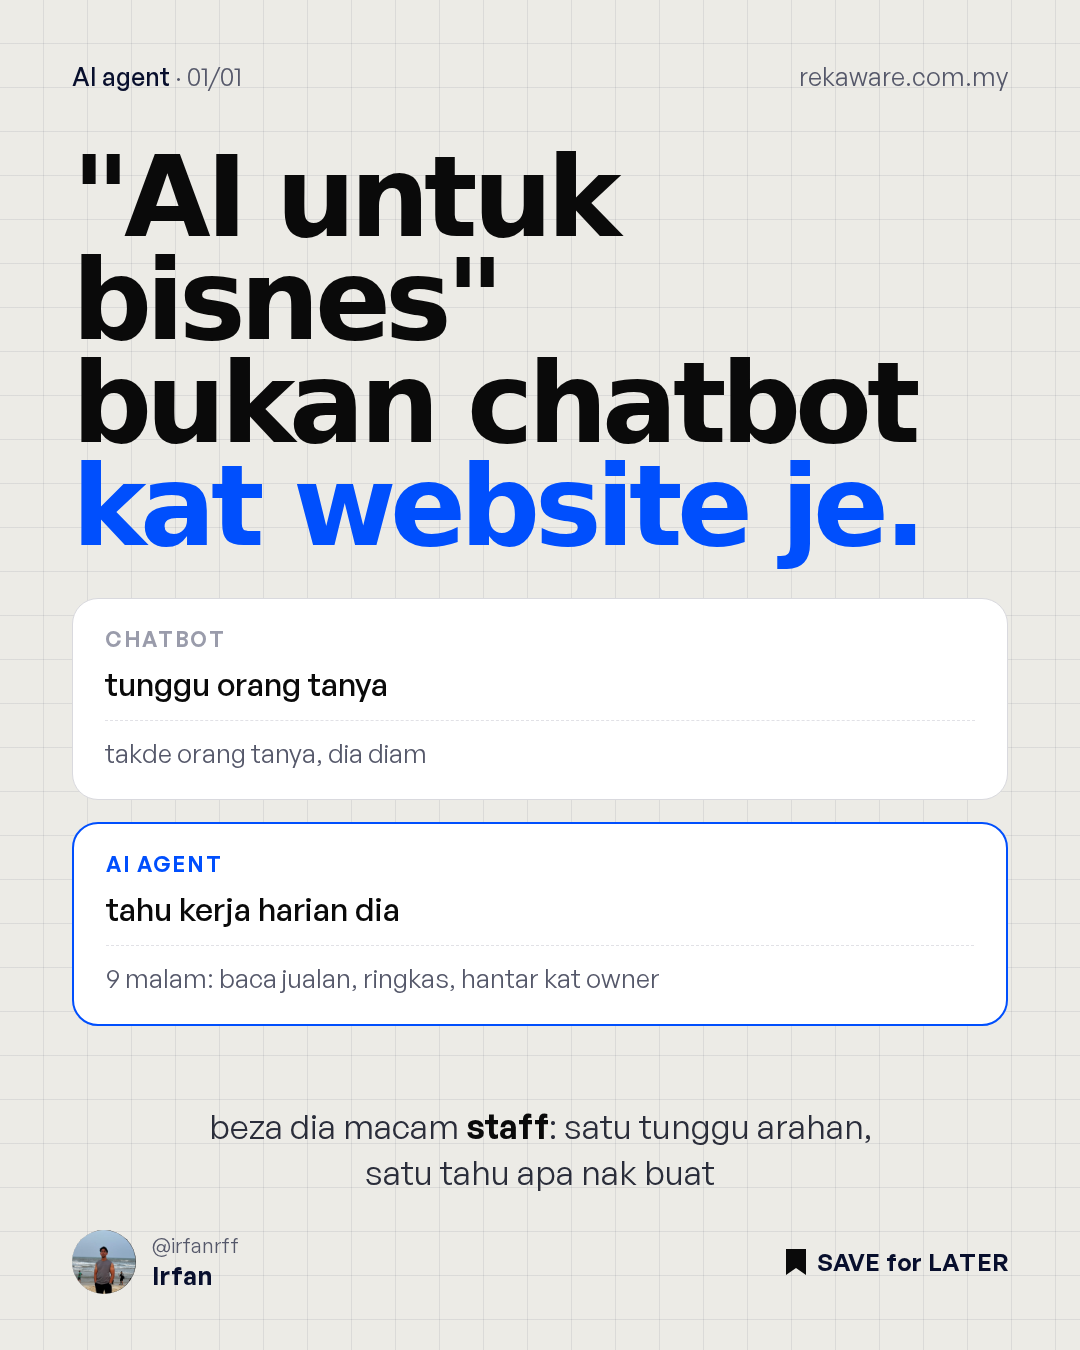 AI agent · 01/01
rekaware.com.my
"AI untuk
bisnes"
bukan chatbot
kat website je.
CHATBOT
tunggu orang tanya
takde orang tanya, dia diam
AI AGENT
tahu kerja harian dia
9 malam: baca jualan, ringkas, hantar kat owner
beza dia macam staff: satu tunggu arahan,
satu tahu apa nak buat
@irfanrff
Irfan
SAVE for LATER